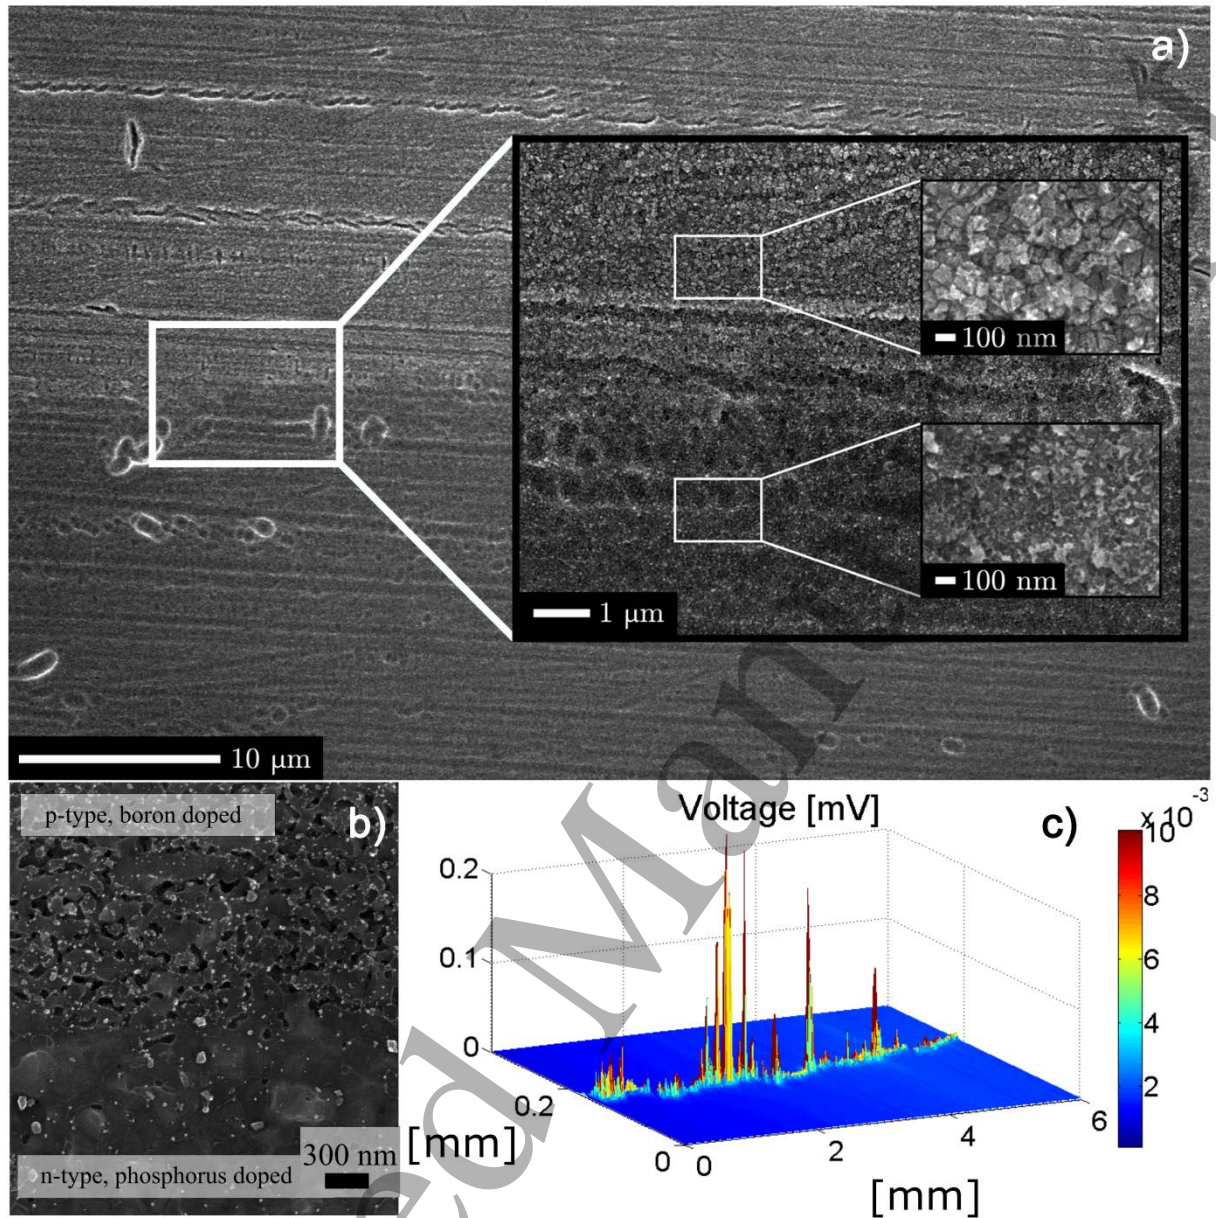 a)
100 nm
100 nm
1 µm
10 µm
p-type, boron doped
b)
n-type, phosphorus doped
300 nm
Voltage [mV]
c)
x 10⁻³
0.2
0.1
0
0.2
0
[mm]
0
2
4
6
[mm]
10
8
6
4
2